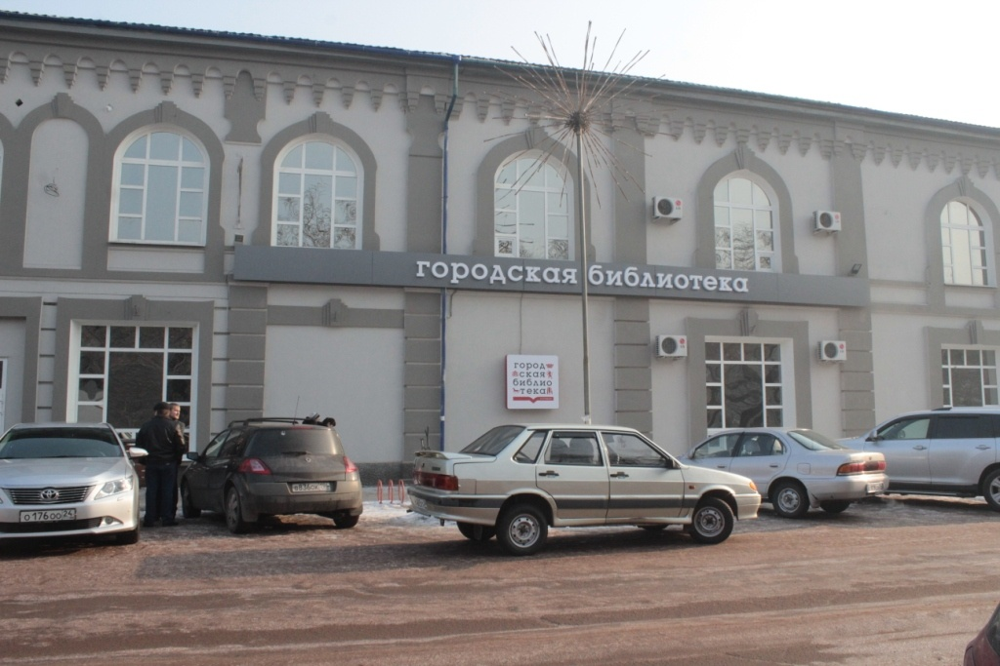 городская библиотека
город
ская
библио
тека
О 176 ОО 24